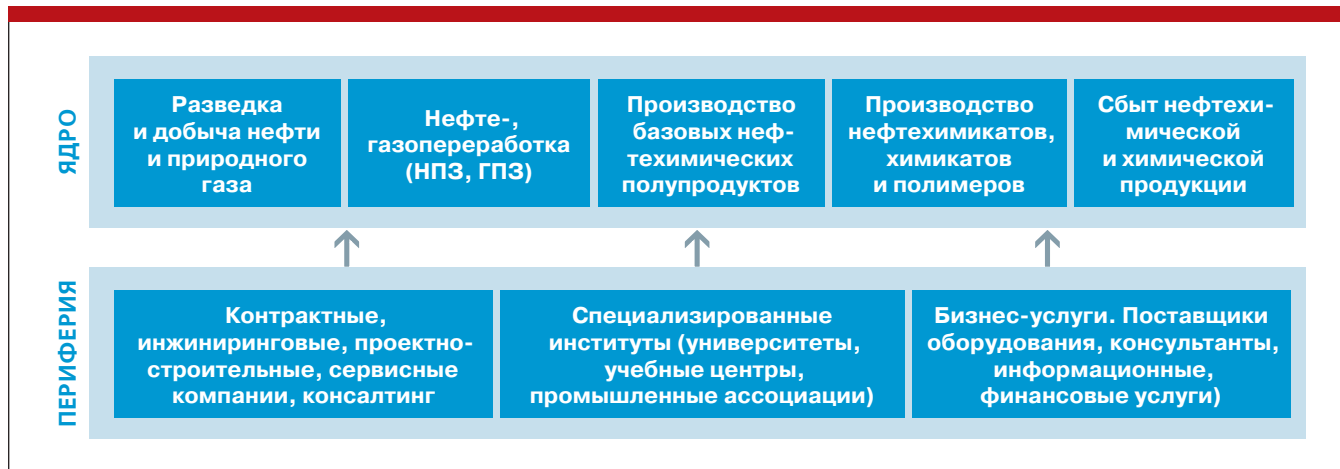 ЯДРО
Разведка
и добыча нефти
и природного
газа
Нефте-,
газопереработка
(НПЗ, ГПЗ)
Производство
базовых неф-
техимических
полупродуктов
Производство
нефтехимикатов,
химикатов
и полимеров
Сбыт нефтехи-
мической
и химической
продукции
ПЕРИФЕРИЯ
Контрактные,
инжиниринговые, проектно-
строительные, сервисные
компании, консалтинг
Специализированные
институты (университеты,
учебные центры,
промышленные ассоциации)
Бизнес-услуги. Поставщики
оборудования, консультанты,
информационные,
финансовые услуги)